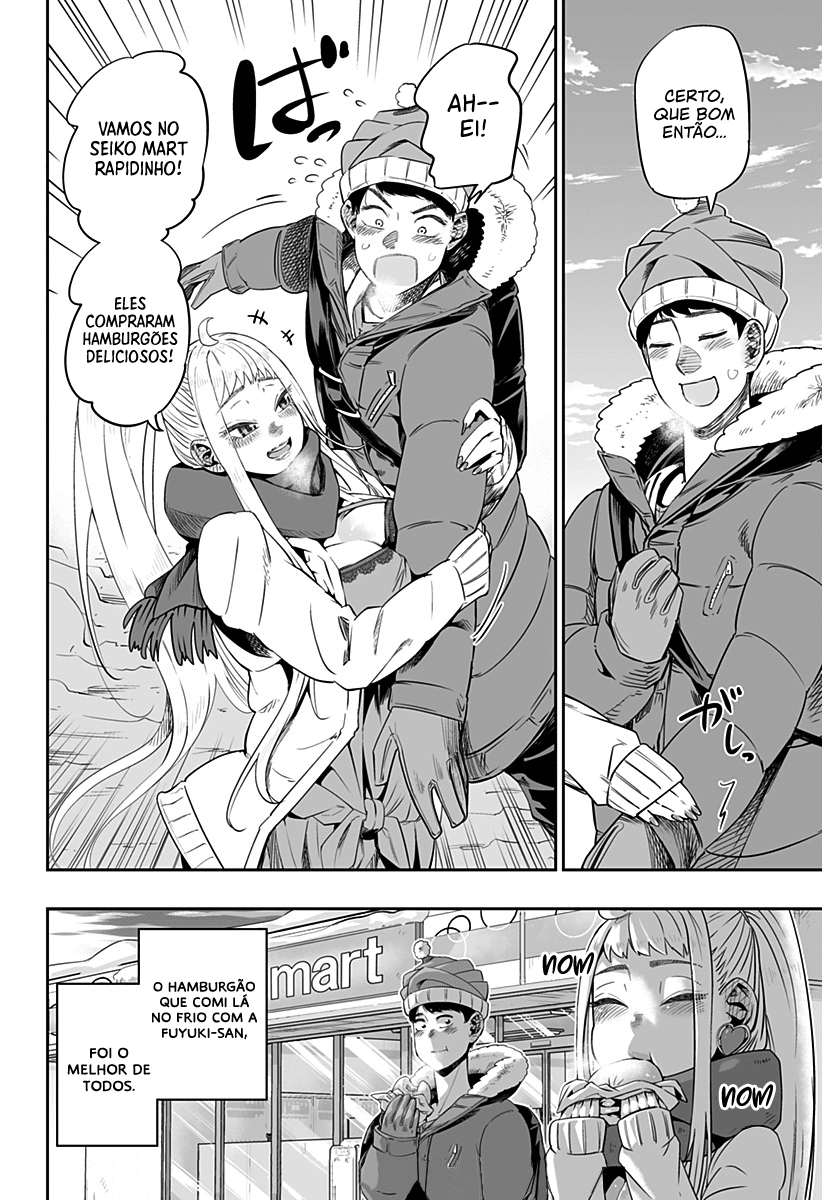 CERTO,
QUE BOM
ENTÃO...
がしっ
AH--
EI!
ばっ
VAMOS NO
SEIKO MART
RAPIDINHO!
ELES
COMPRARAM
HAMBURGÕES
DELICIOSOS!
NOM
NOM
mart
O HAMBURGÃO
QUE COMI LÁ
NO FRIO COM A
FUYUKI-SAN,
FOI O
MELHOR DE
TODOS.